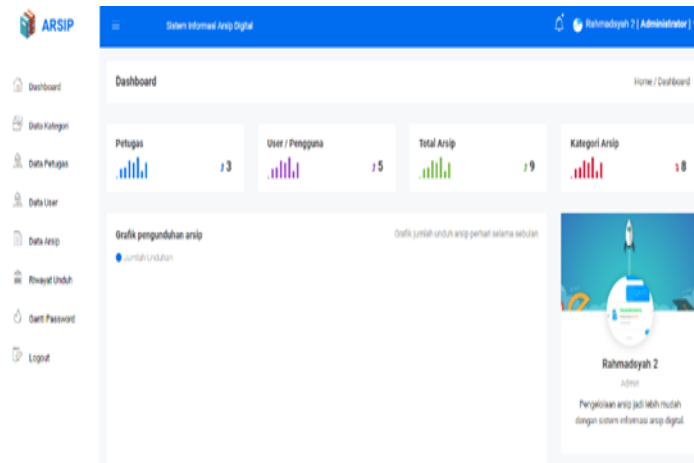 ARSIP
Sistem Informasi Arsip Digital
Rahmadsyah 2 | Administrator |
Dashboard
Data Kategori
Data Petugas
Data User
Data Arsip
Riwayat Unduh
Ganti Password
Logout
Dashboard
Home / Dashboard
Petugas
3
User / Pengguna
5
Total Arsip
9
Kategori Arsip
8
Grafik pengunduhan arsip
Grafik jumlah unduh arsip perhari selama sebulan
Jumlah Unduhan
Rahmadsyah 2
Admin
Pengelolaan arsip jadi lebih mudah
dengan sistem informasi arsip digital.